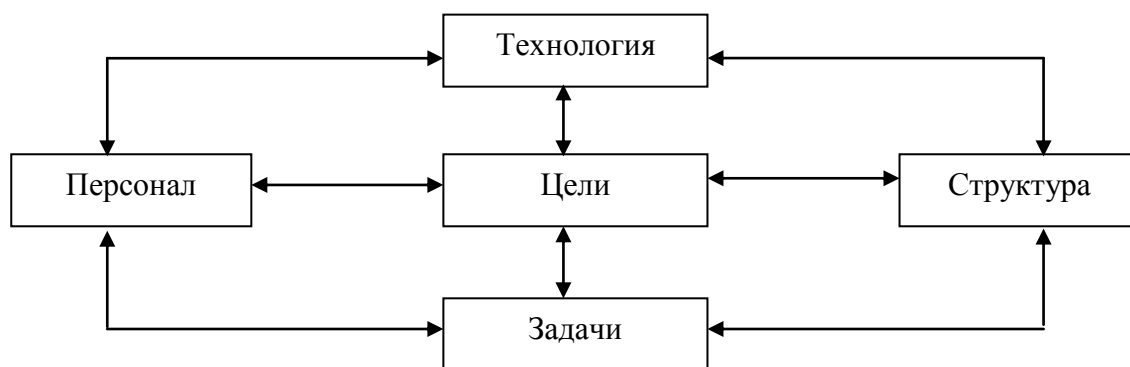 Технология
Персонал
Цели
Структура
Задачи